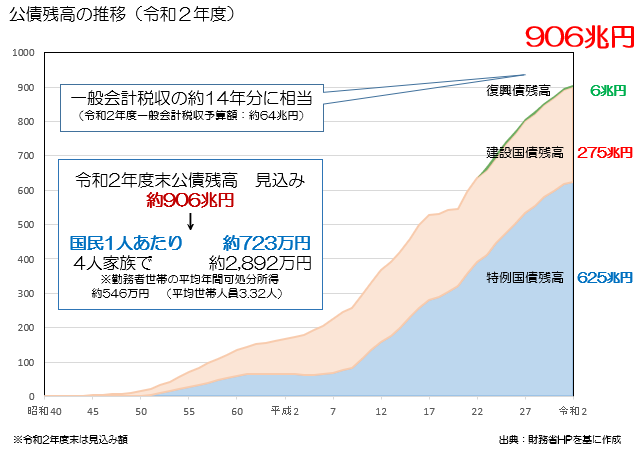 公債残高の推移（令和２年度）
906兆円
1000
900
800
700
600
500
400
300
200
100
0
一般会計税収の約14年分に相当
（令和2年度一般会計税収予算額：約64兆円）
復興債残高 6兆円
建設国債残高 275兆円
特例国債残高 625兆円
令和2年度末公債残高　見込み
約906兆円
国民1人あたり 約723万円
４人家族で 約2,892万円
※勤労者世帯の平均年間可処分所得
約546万円　（平均世帯人員3.32人）
昭和40 45 50 55 60 平成2 7 12 17 22 27 令和2
※令和2年度末は見込み額
出典：財務省HPを基に作成